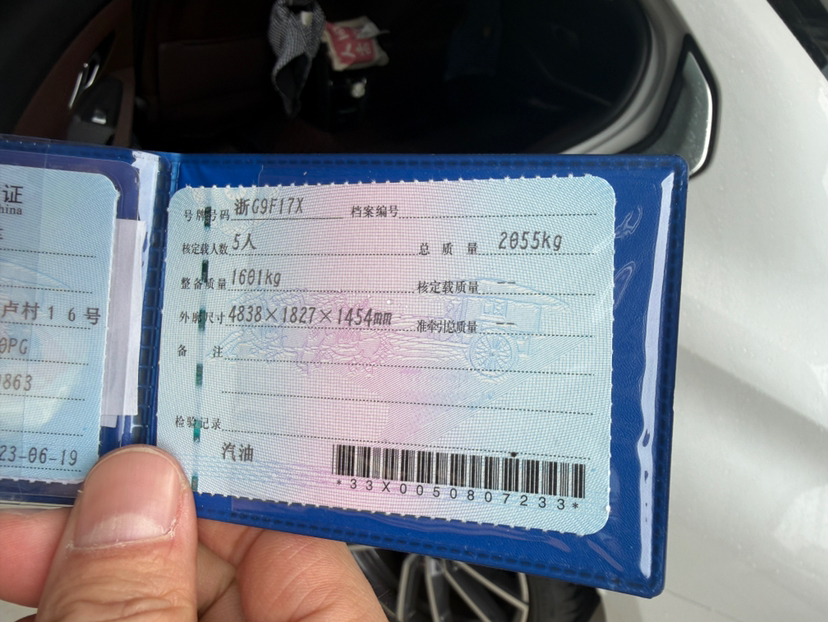 证
China
卢村16号
0PG
0863
23-06-19
号牌号码 浙G9F17X 档案编号
核定载人数 5人 总质量 2055kg
整备质量 1601kg 核定载质量 --
外廓尺寸 4838×1827×1454mm 准牵引总质量 --
备注
检验记录
汽油
*33X0050807233*